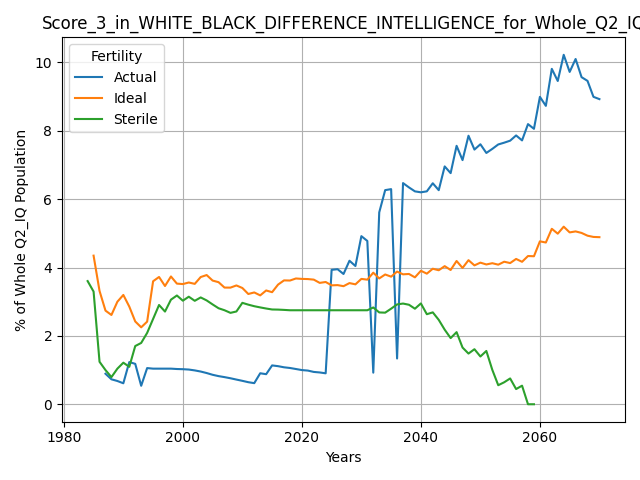 Score_3_in_WHITE_BLACK_DIFFERENCE_INTELLIGENCE_for_Whole_Q2_IQ
Fertility
Actual
Ideal
Sterile
% of Whole Q2_IQ Population
10
8
6
4
2
0
1980 2000 2020 2040 2060
Years